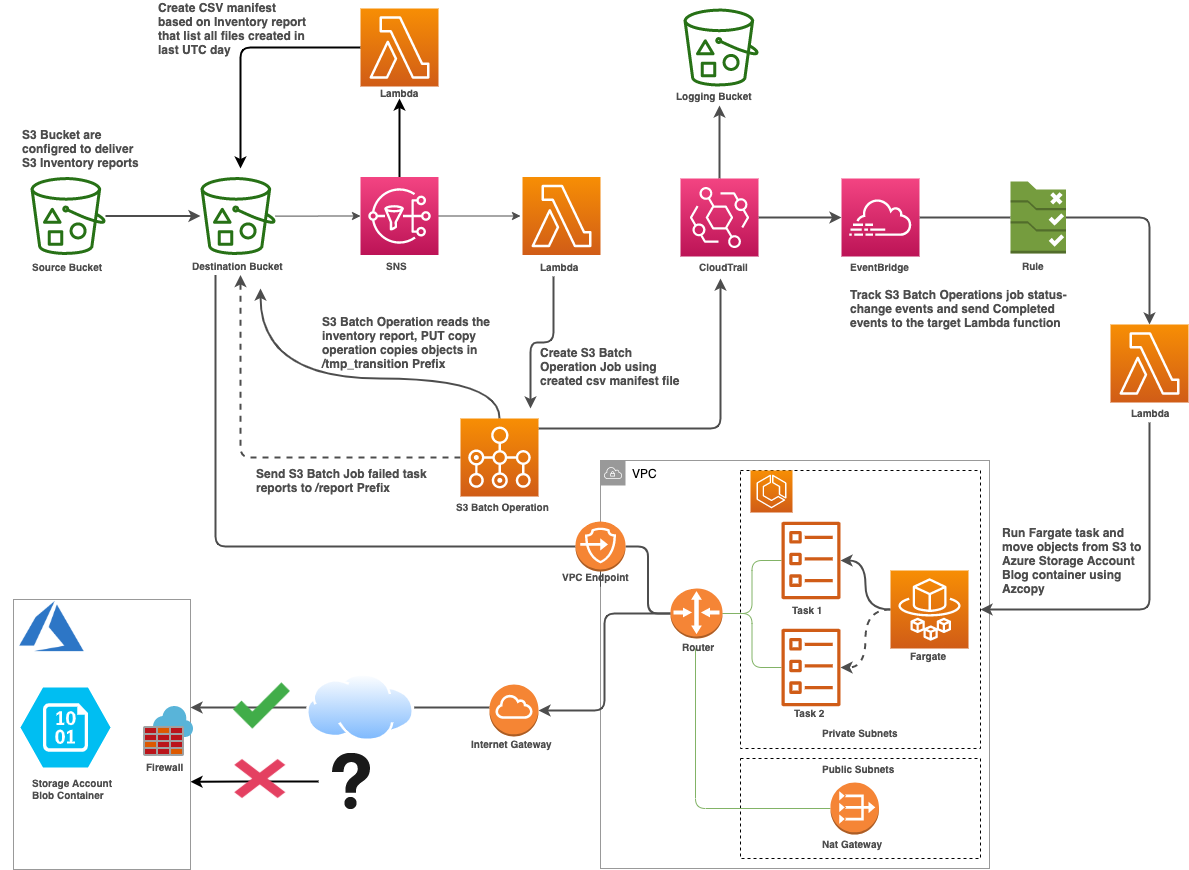 Create CSV manifest
based on Inventory report
that list all files created in
last UTC day
Lambda
Logging Bucket
S3 Bucket are
configred to deliver
S3 Inventory reports
Source Bucket
Destination Bucket
SNS
Lambda
CloudTrail
EventBridge
Rule
Track S3 Batch Operations job status-
change events and send Completed
events to the target Lambda function
S3 Batch Operation reads the
inventory report, PUT copy
operation copies objects in
/tmp_transition Prefix
Create S3 Batch
Operation Job using
created csv manifest file
Lambda
Send S3 Batch Job failed task
reports to /report Prefix
S3 Batch Operation
VPC
Run Fargate task and
move objects from S3 to
Azure Storage Account
Blog container using
Azcopy
VPC Endpoint
Task 1
Router
Fargate
Task 2
Private Subnets
Internet Gateway
10
01
Firewall
Storage Account
Blob Container
?
Public Subnets
Nat Gateway